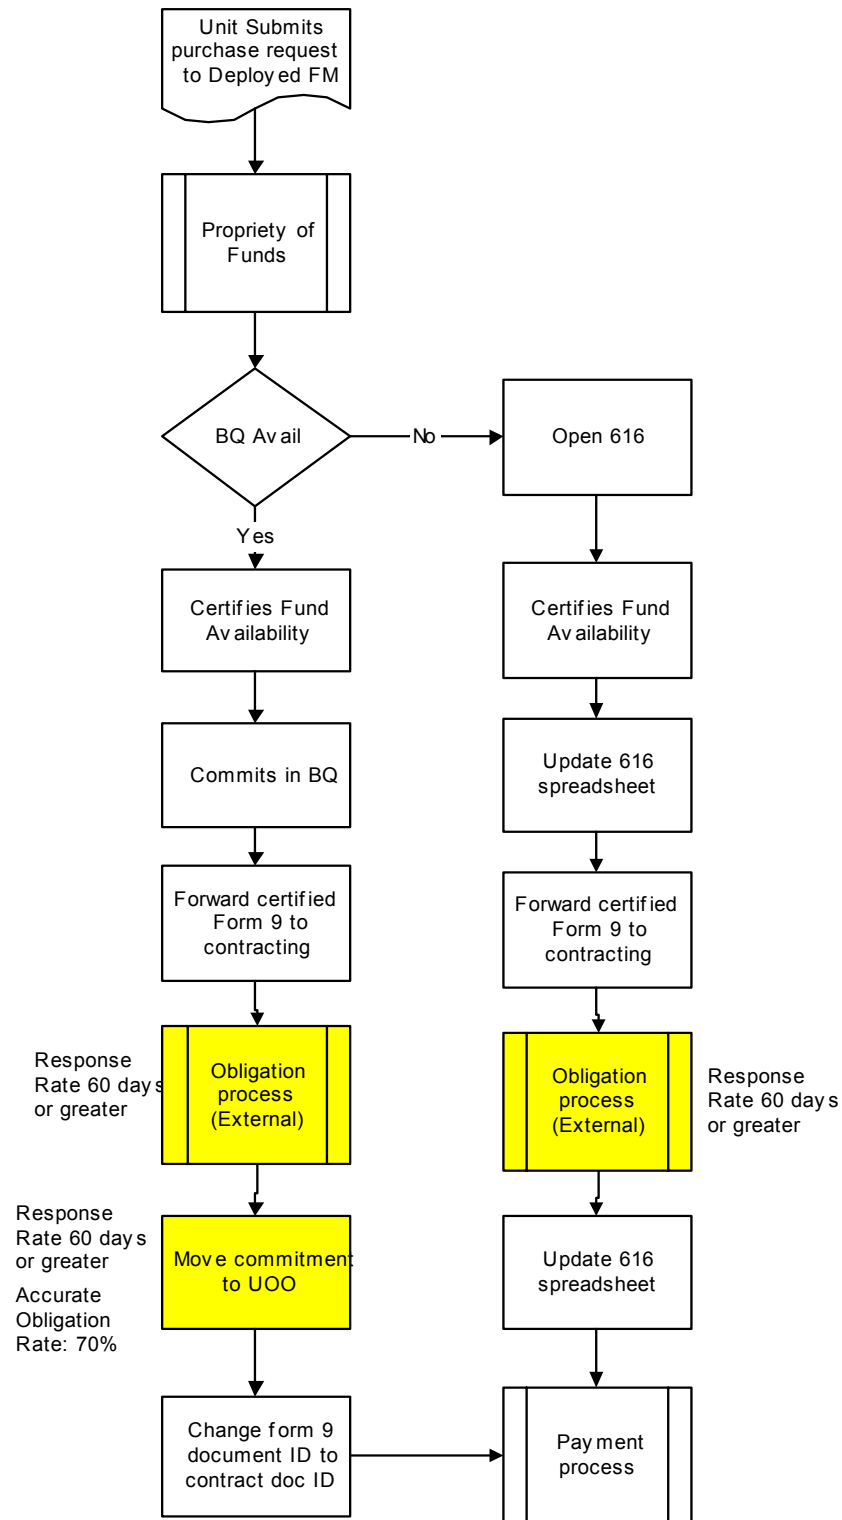 Unit Submits
purchase request
to Deployed FM
Propriety of
Funds
BQ Avail
No
Open 616
Yes
Certifies Fund
Availability
Certifies Fund
Availability
Commits in BQ
Update 616
spreadsheet
Forward certified
Form 9 to
contracting
Forward certified
Form 9 to
contracting
Response
Rate 60 days
or greater
Obligation
process
(External)
Obligation
process
(External)
Response
Rate 60 days
or greater
Response
Rate 60 days
or greater
Accurate
Obligation
Rate: 70%
Move commitment
to UOO
Update 616
spreadsheet
Change form 9
document ID to
contract doc ID
Payment
process